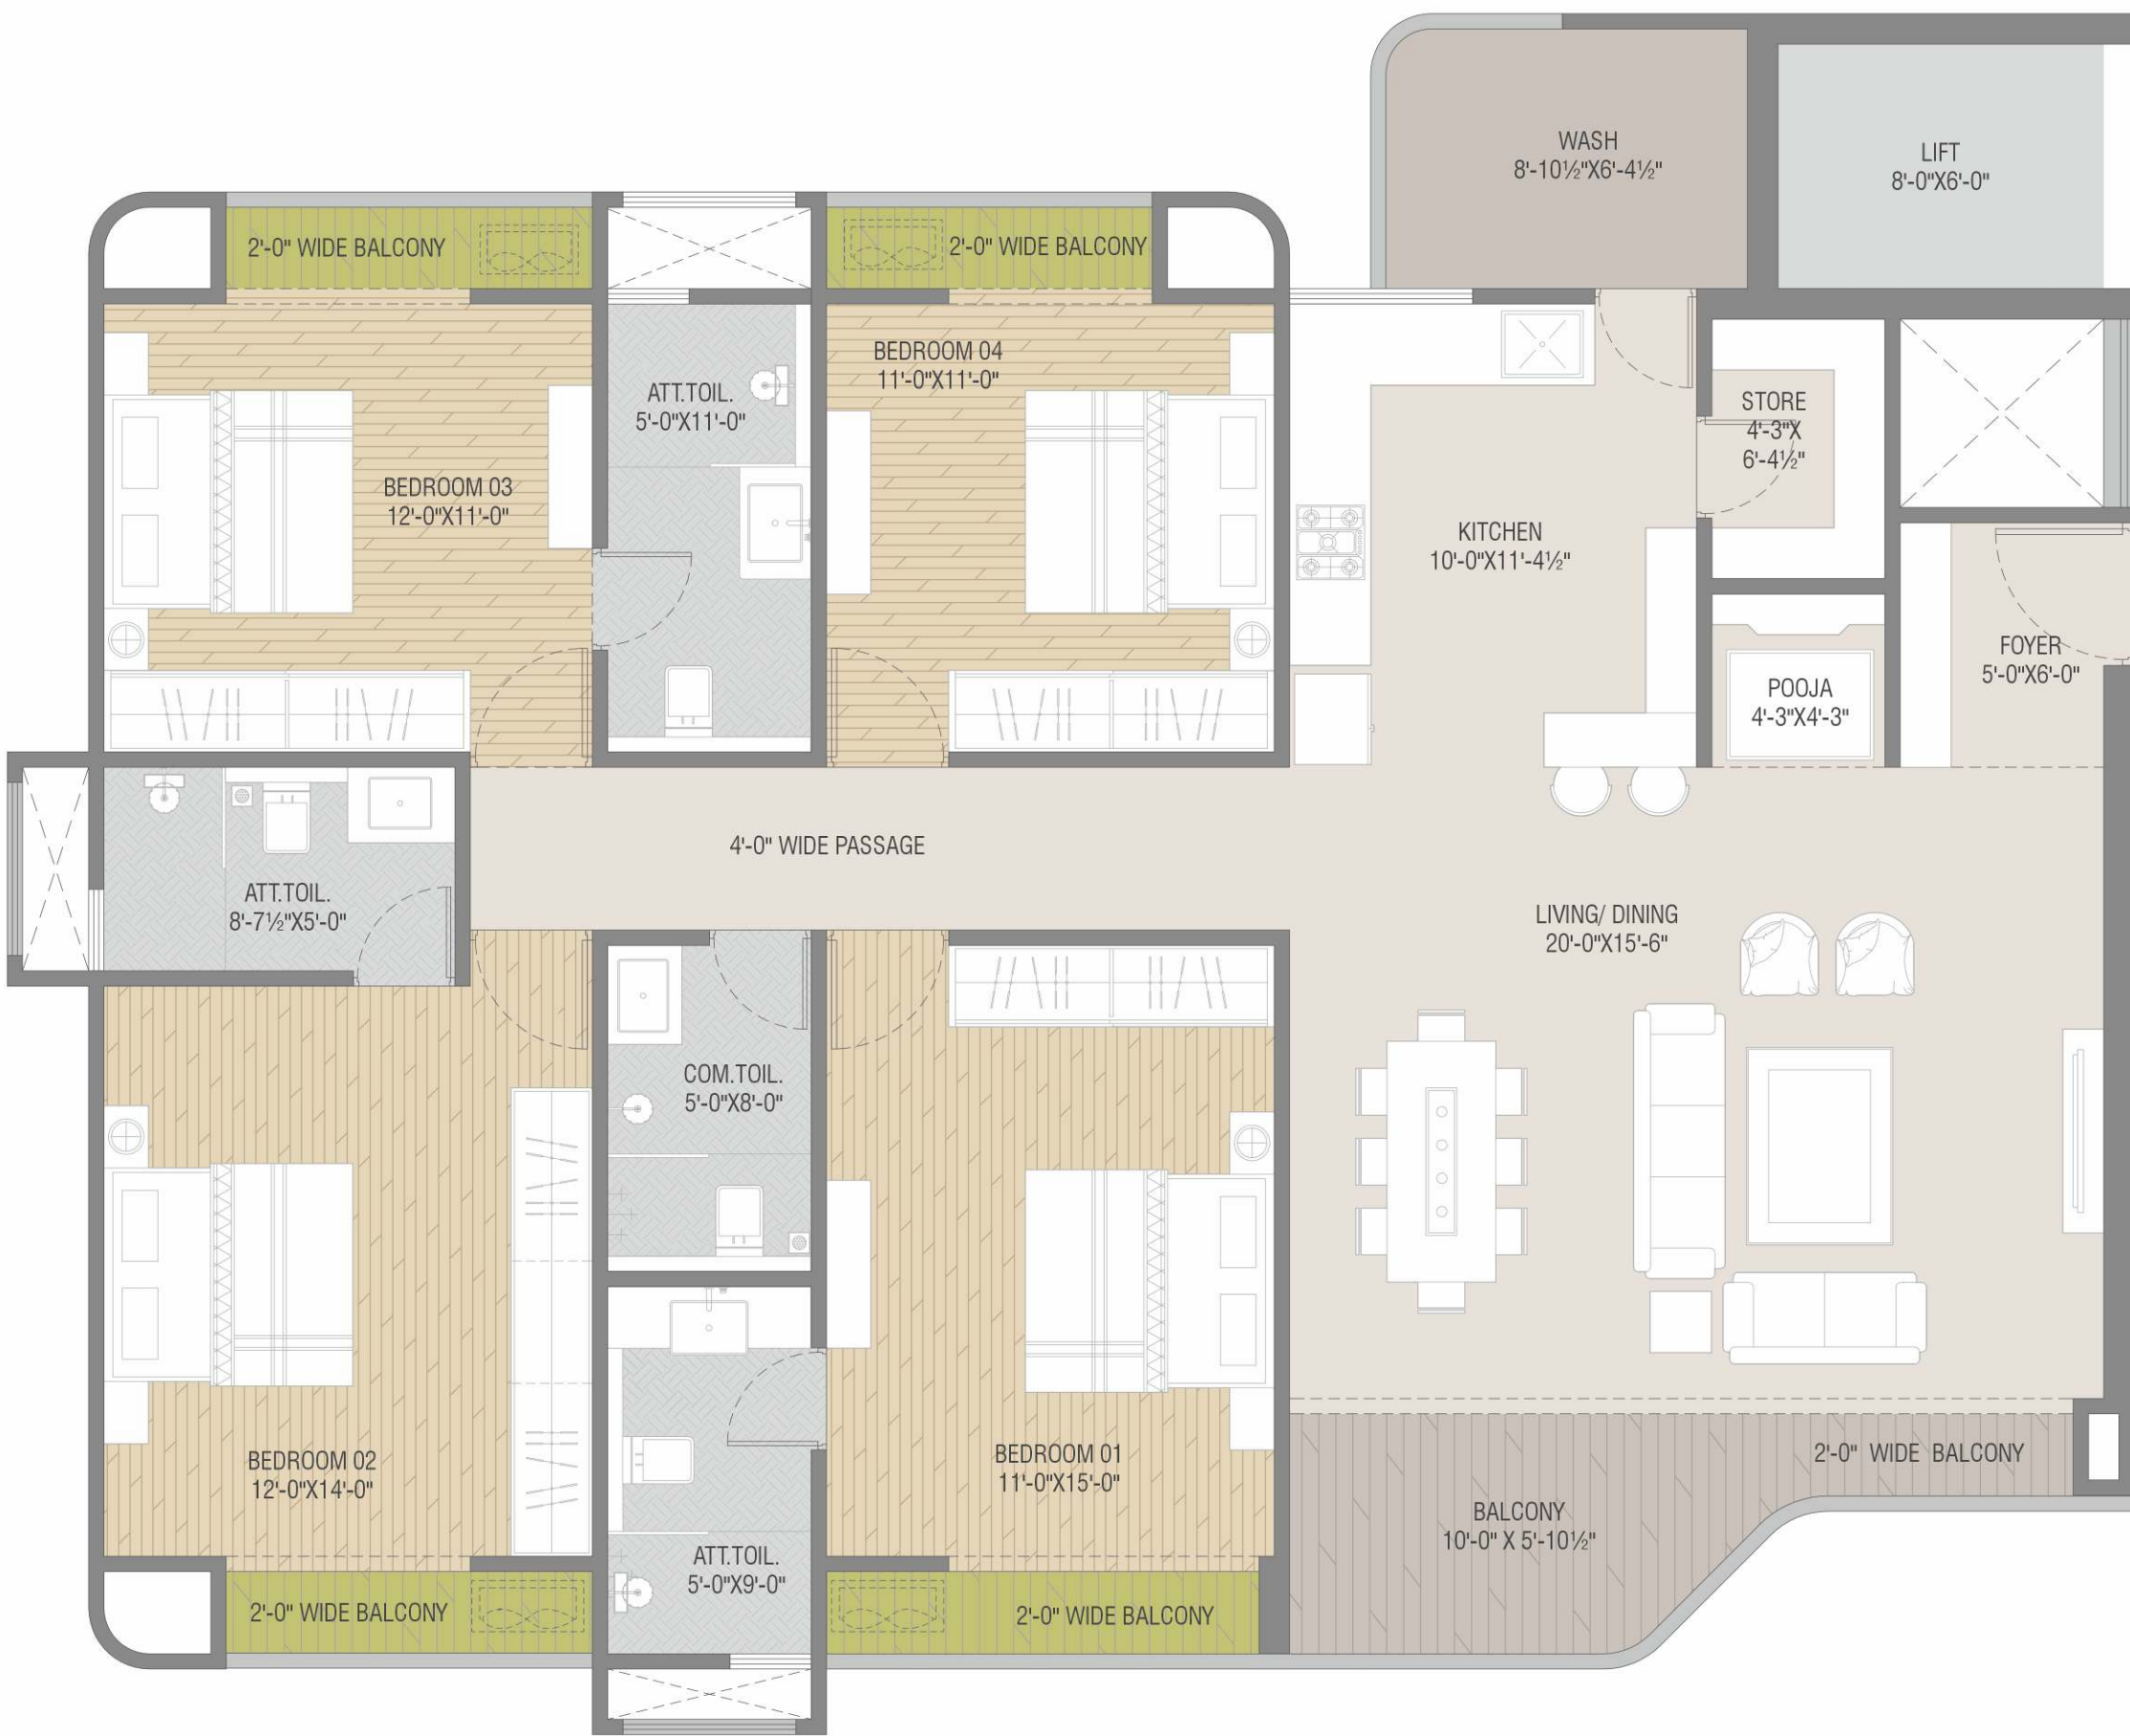 WASH
8'-10½"X6'-4½"
LIFT
8'-0"X6'-0"
2'-0" WIDE BALCONY
2'-0" WIDE BALCONY
BEDROOM 04
11'-0"X11'-0"
ATT.TOIL.
5'-0"X11'-0"
STORE
4'-3"X
6'-4½"
BEDROOM 03
12'-0"X11'-0"
KITCHEN
10'-0"X11'-4½"
FOYER
5'-0"X6'-0"
POOJA
4'-3"X4'-3"
4'-0" WIDE PASSAGE
ATT.TOIL.
8'-7½"X5'-0"
LIVING/ DINING
20'-0"X15'-6"
COM.TOIL.
5'-0"X8'-0"
BEDROOM 02
12'-0"X14'-0"
BEDROOM 01
11'-0"X15'-0"
2'-0" WIDE BALCONY
BALCONY
10'-0" X 5'-10½"
ATT.TOIL.
5'-0"X9'-0"
2'-0" WIDE BALCONY
2'-0" WIDE BALCONY